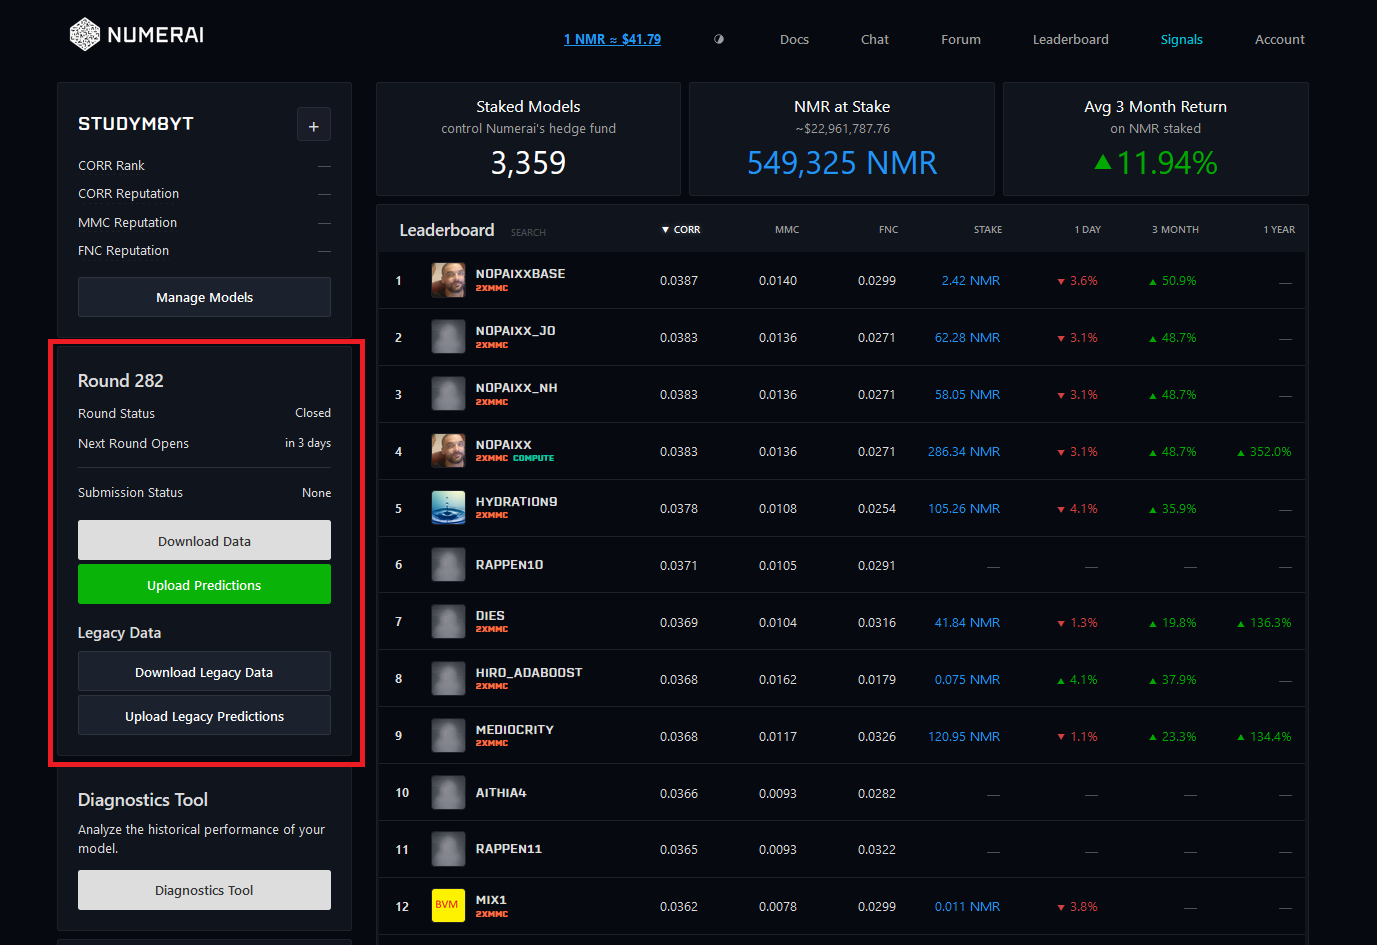 NUMERAI
1 NMR ≈ $41.79
Docs
Chat
Forum
Leaderboard
Signals
Account
STUDYM8YT
+
CORR Rank —
CORR Reputation —
MMC Reputation —
FNC Reputation —
Manage Models
Round 282
Round Status Closed
Next Round Opens in 3 days
Submission Status None
Download Data
Upload Predictions
Legacy Data
Download Legacy Data
Upload Legacy Predictions
Diagnostics Tool
Analyze the historical performance of your
model.
Diagnostics Tool
Staked Models
control Numerai's hedge fund
3,359
NMR at Stake
~$22,961,787.76
549,325 NMR
Avg 3 Month Return
on NMR staked
▲11.94%
Leaderboard SEARCH ▼ CORR MMC FNC STAKE 1 DAY 3 MONTH 1 YEAR
1 NOPAIXXBASE 0.0387 0.0140 0.0299 2.42 NMR ▼ 3.6% ▲ 50.9% —
2XMMC
2 NOPAIXX_JO 0.0383 0.0136 0.0271 62.28 NMR ▼ 3.1% ▲ 48.7% —
2XMMC
3 NOPAIXX_NH 0.0383 0.0136 0.0271 58.05 NMR ▼ 3.1% ▲ 48.7% —
2XMMC
4 NOPAIXX 0.0383 0.0136 0.0271 286.34 NMR ▼ 3.1% ▲ 48.7% ▲ 352.0%
2XMMC COMPUTE
5 HYDRATION9 0.0378 0.0108 0.0254 105.26 NMR ▼ 4.1% ▲ 35.9% —
2XMMC
6 RAPPEN10 0.0371 0.0105 0.0291 — — — —
7 DIES 0.0369 0.0104 0.0316 41.84 NMR ▼ 1.3% ▲ 19.8% ▲ 136.3%
2XMMC
8 HIRO_ADABOOST 0.0368 0.0162 0.0179 0.075 NMR ▲ 4.1% ▲ 37.9% —
2XMMC
9 MEDIOCRITY 0.0368 0.0117 0.0326 120.95 NMR ▼ 1.1% ▲ 23.3% ▲ 134.4%
2XMMC
10 AITHIA4 0.0366 0.0093 0.0282 — — — —
11 RAPPEN11 0.0365 0.0093 0.0322 — — — —
12 BVM MIX1 0.0362 0.0078 0.0299 0.011 NMR ▼ 3.8% — —
2XMMC